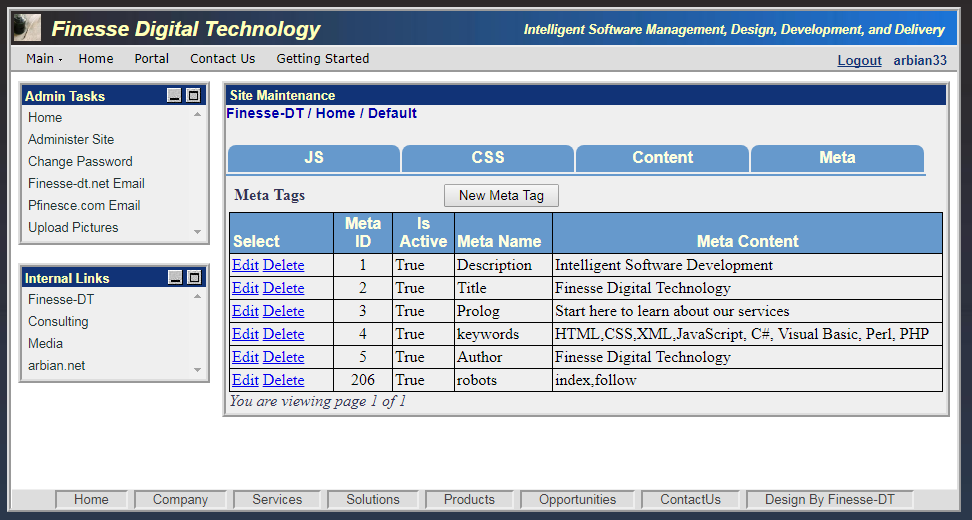 Finesse Digital Technology Intelligent Software Management, Design, Development, and Delivery
Main Home Portal Contact Us Getting Started Logout arbian33
Admin Tasks
Home
Administer Site
Change Password
Finesse-dt.net Email
Pfinesce.com Email
Upload Pictures
Internal Links
Finesse-DT
Consulting
Media
arbian.net
Site Maintenance
Finesse-DT / Home / Default
JS CSS Content Meta
Meta Tags New Meta Tag
Select Meta ID Is Active Meta Name Meta Content
Edit Delete 1 True Description Intelligent Software Development
Edit Delete 2 True Title Finesse Digital Technology
Edit Delete 3 True Prolog Start here to learn about our services
Edit Delete 4 True keywords HTML,CSS,XML,JavaScript, C#, Visual Basic, Perl, PHP
Edit Delete 5 True Author Finesse Digital Technology
Edit Delete 206 True robots index,follow
You are viewing page 1 of 1
Home Company Services Solutions Products Opportunities ContactUs Design By Finesse-DT